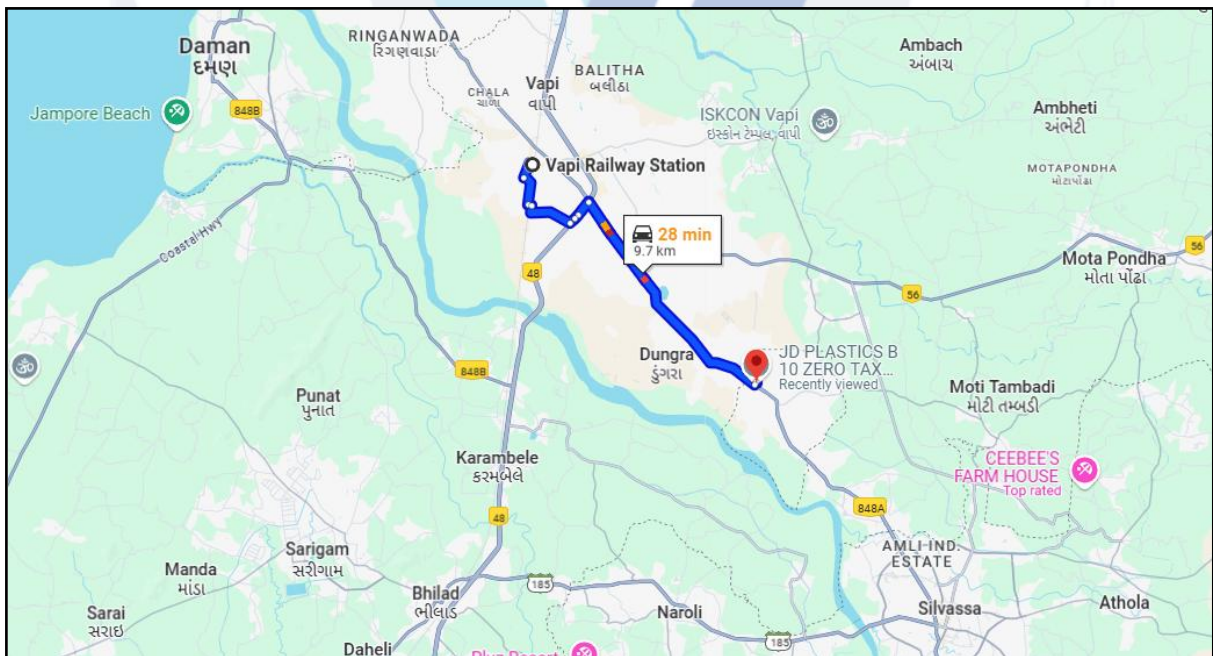 RINGANWADA
રિંગણવાડા
Daman
દમણ
Ambach
અંબાચ
BALITHA
બલીઠા
Vapi
વાપી
CHALA
ચાળા
Jampore Beach
848B
ISKCON Vapi
ઇસ્કોન ટેમ્પલ, વાપી
Ambheti
અંભેટી
Vapi Railway Station
MOTAPONDHA
મોટાપોંઢા
28 min
9.7 km
Coastal Hwy
48
56
Mota Pondha
મોતા પોંઢા
56
Dungra
ડુંગરા
JD PLASTICS B
10 ZERO TAX...
Recently viewed
848B
Punat
પુનાત
Moti Tambadi
મોટી તમ્બડી
Karambele
કરમબેલે
CEEBEE'S
FARM HOUSE
Top rated
848A
48
AMLI IND.
ESTATE
Sarigam
સરીગામ
Manda
માંડા
Bhilad
ભીલાડ
185
Naroli
Silvassa
Athola
Sarai
સરાઇ
Daheli
185